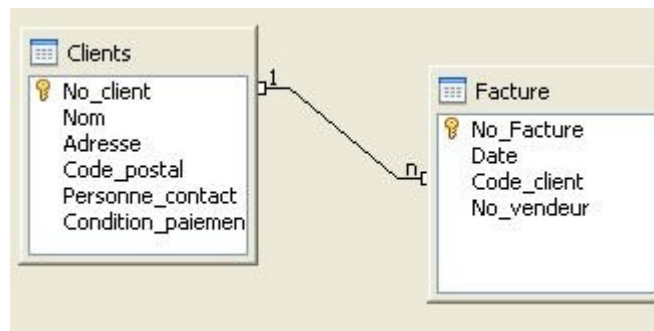 Clients
No_client
Nom
Adresse
Code_postal
Personne_contact
Condition_paiemen
1
n
Facture
No_Facture
Date
Code_client
No_vendeur